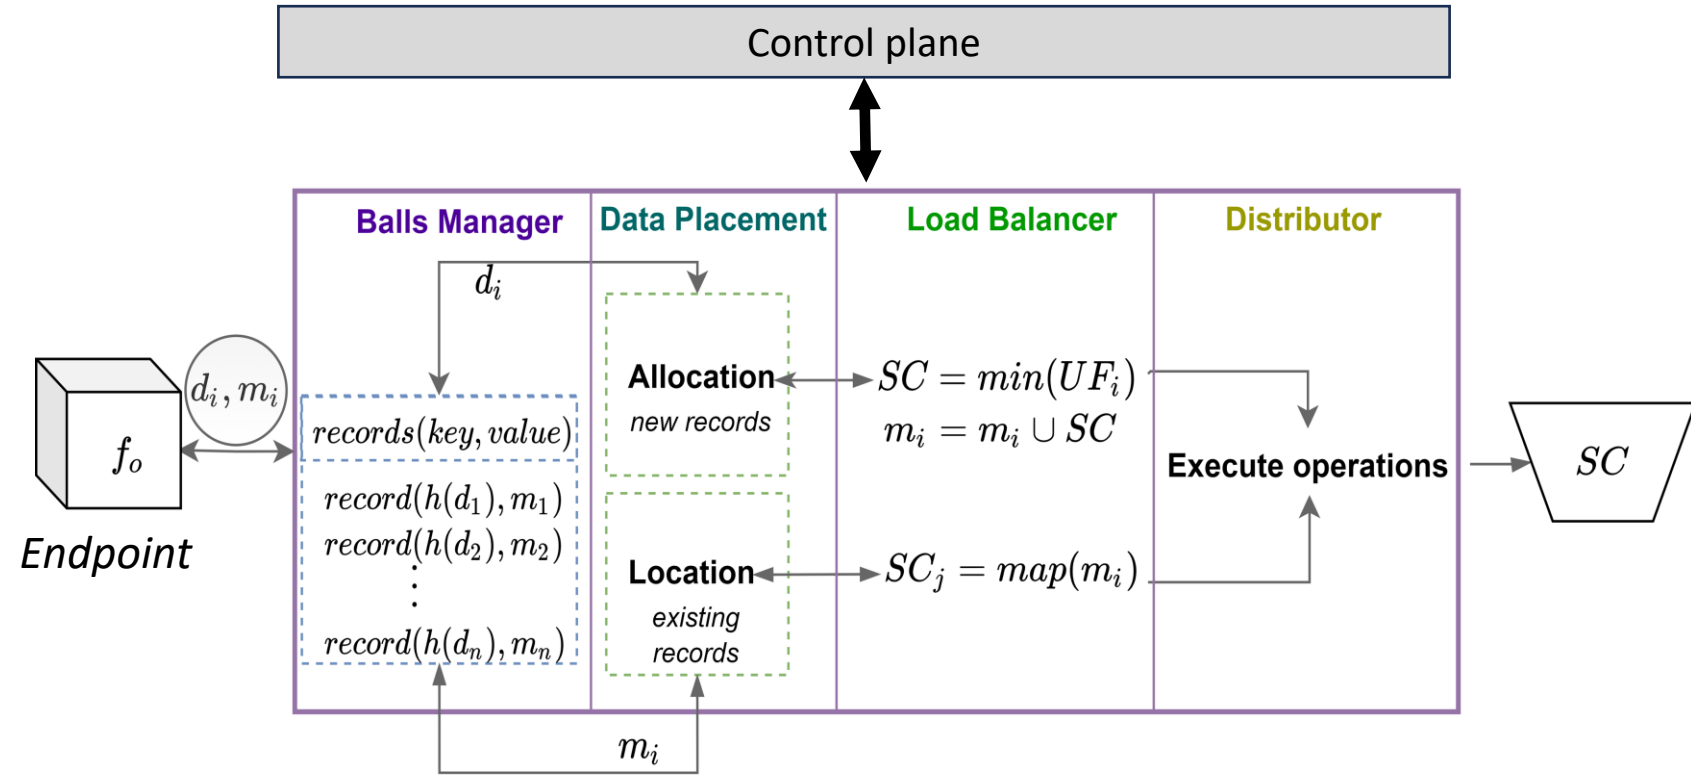 Control plane
Balls Manager
Data Placement
Load Balancer
Distributor
d_i
d_i, m_i
f_o
Endpoint
records(key, value)
record(h(d_1), m_1)
record(h(d_2), m_2)
⋮
record(h(d_n), m_n)
m_i
Allocation
new records
Location
existing
records
SC = min(UF_i)
m_i = m_i ∪ SC
SC_j = map(m_i)
Execute operations
SC